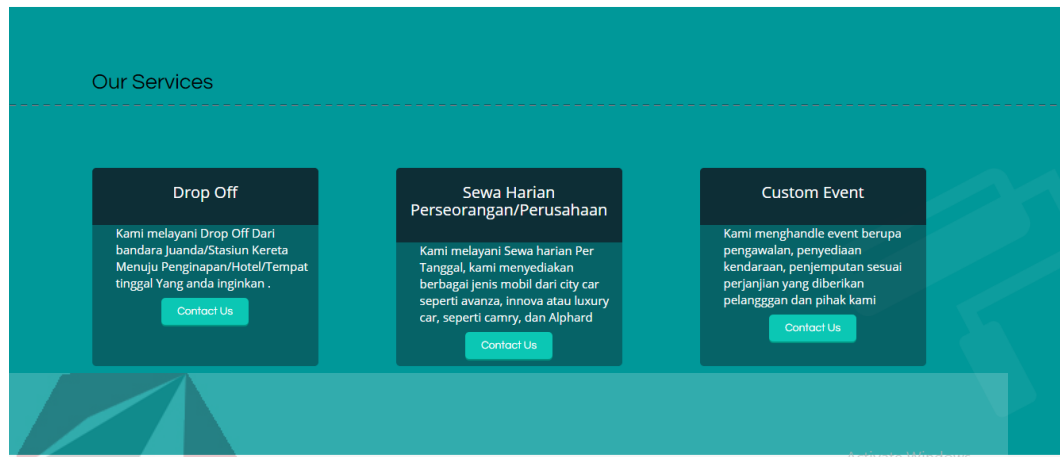 Our Services
Drop Off
Kami melayani Drop Off Dari
bandara Juanda/Stasiun Kereta
Menuju Penginapan/Hotel/Tempat
tinggal Yang anda inginkan .
Contact Us
Sewa Harian
Perseorangan/Perusahaan
Kami melayani Sewa harian Per
Tanggal, kami menyediakan
berbagai jenis mobil dari city car
seperti avanza, innova atau luxury
car, seperti camry, dan Alphard
Contact Us
Custom Event
Kami menghandle event berupa
pengawalan, penyediaan
kendaraan, penjemputan sesuai
perjanjian yang diberikan
pelangggan dan pihak kami
Contact Us